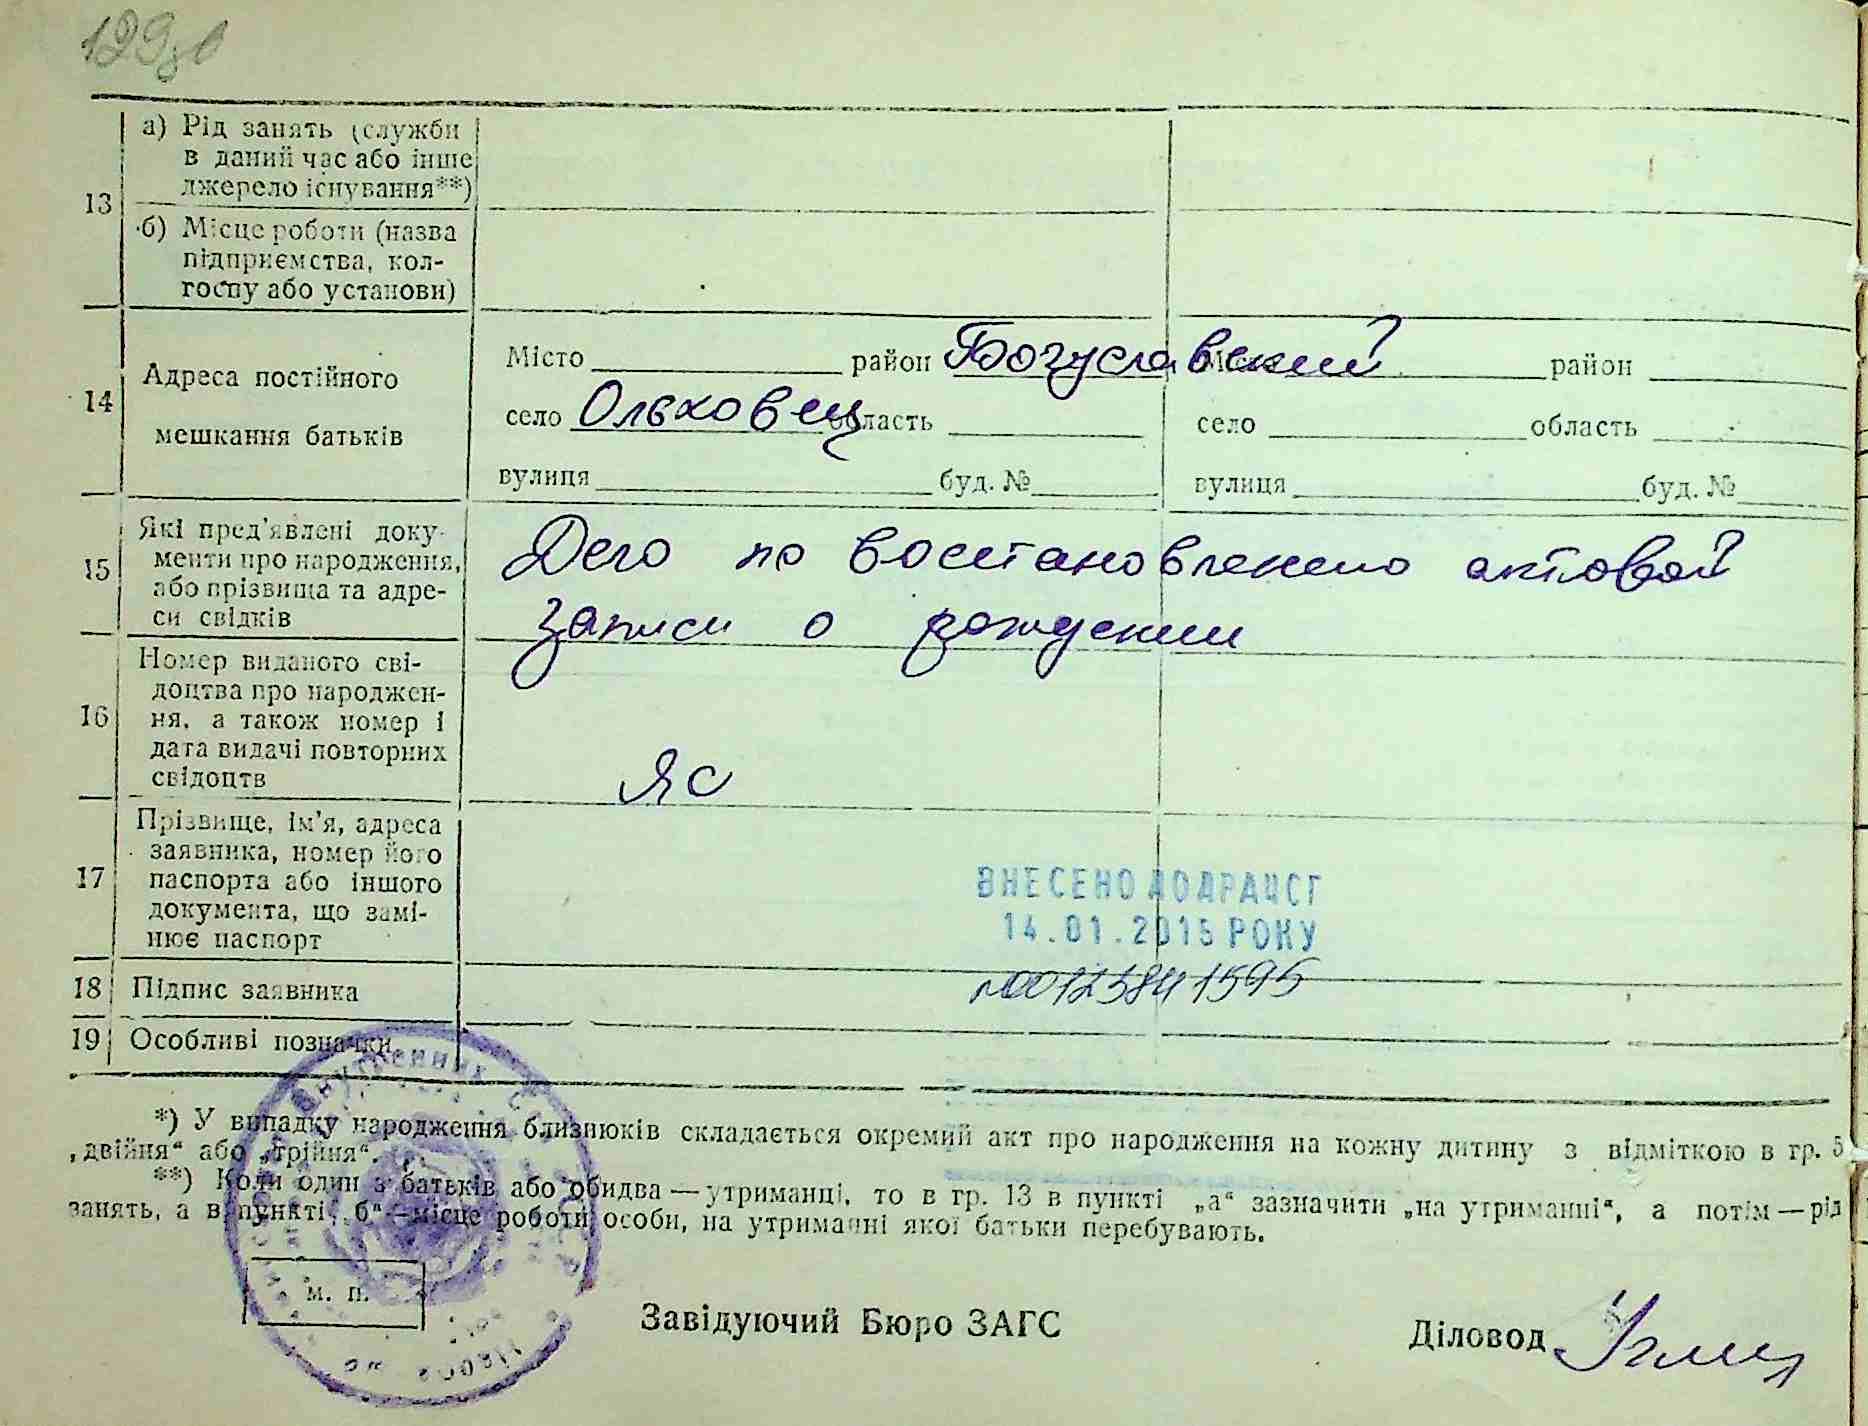 129зв
13
а) Рід занять (служби
в даний час або інше
джерело існування**)
б) Місце роботи (назва
підприємства, кол-
госпу або установи)
14
Адреса постійного
мешкання батьків
Місто район Богуславский
село Ольховец область
вулиця буд. №
Місто район
село область
вулиця буд. №
15
Які пред'явлені доку-
менти про народження,
або прізвища та адре-
си свідків
Дело по восстановлению актовой
записи о рождении
16
Номер виданого сві-
доцтва про народжен-
ня, а також номер і
дата видачі повторних
свідоцтв
ЯС
17
Прізвище, ім'я, адреса
заявника, номер його
паспорта або іншого
документа, що замі-
нює паспорт
ВНЕСЕНО ДО ДРАЦСГ
14.01.2015 РОКУ
№00123841595
18 Підпис заявника
19 Особливі позначки
*) У випадку народження близнюків складається окремий акт про народження на кожну дитину з відміткою в гр. 5
„двійня“ або „трійня“.
**) Коли один з батьків або обидва — утриманці, то в гр. 13 в пункті „а“ зазначити „на утриманні“, а потім — рід
занять, а в пункті „б“ — місце роботи особи, на утриманні якої батьки перебувають.
м. п.
Завідуючий Бюро ЗАГС
Діловод